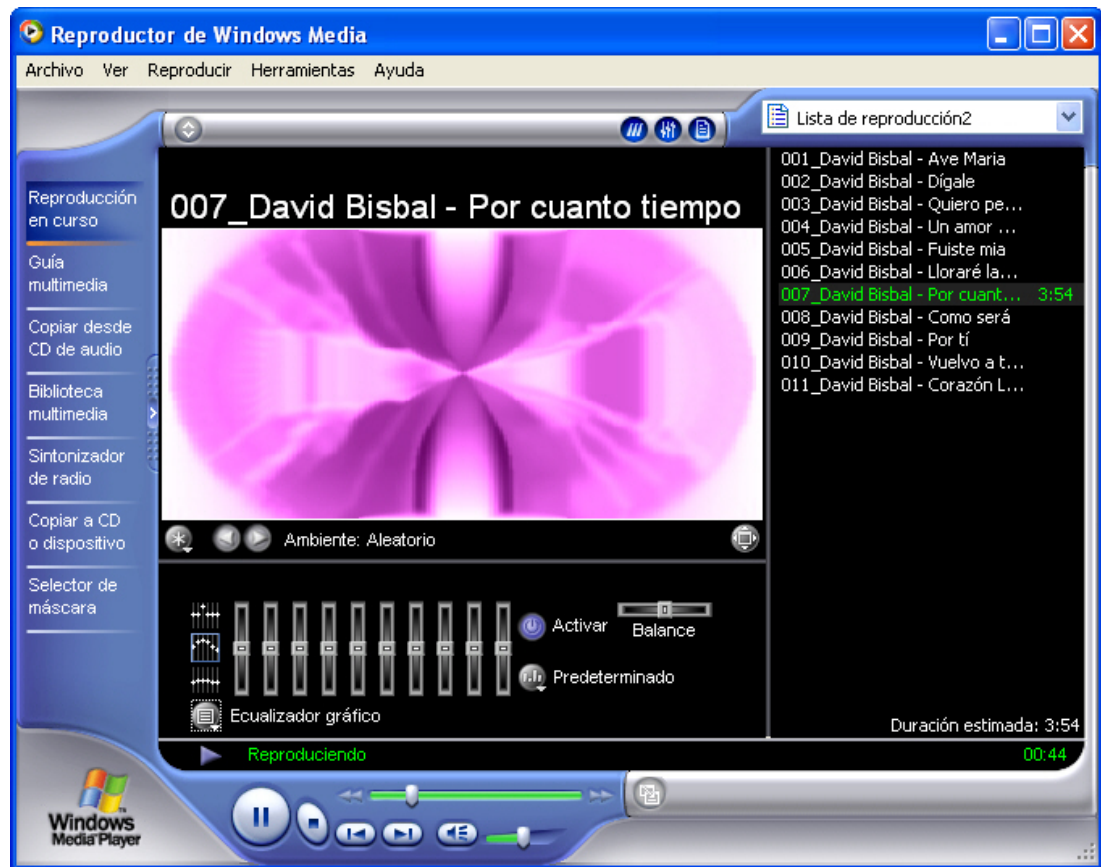 Reproductor de Windows Media
Archivo Ver Reproducir Herramientas Ayuda
Lista de reproducción2
Reproducción
en curso
Guía
multimedia
Copiar desde
CD de audio
Biblioteca
multimedia
Sintonizador
de radio
Copiar a CD
o dispositivo
Selector de
máscara
007_David Bisbal - Por cuanto tiempo
Ambiente: Aleatorio
Activar
Balance
Predeterminado
Ecualizador gráfico
001_David Bisbal - Ave Maria
002_David Bisbal - Dígale
003_David Bisbal - Quiero pe...
004_David Bisbal - Un amor ...
005_David Bisbal - Fuiste mia
006_David Bisbal - Lloraré la...
007_David Bisbal - Por cuant... 3:54
008_David Bisbal - Como será
009_David Bisbal - Por tí
010_David Bisbal - Vuelvo a t...
011_David Bisbal - Corazón L...
Duración estimada: 3:54
Reproduciendo 00:44
Windows
Media Player